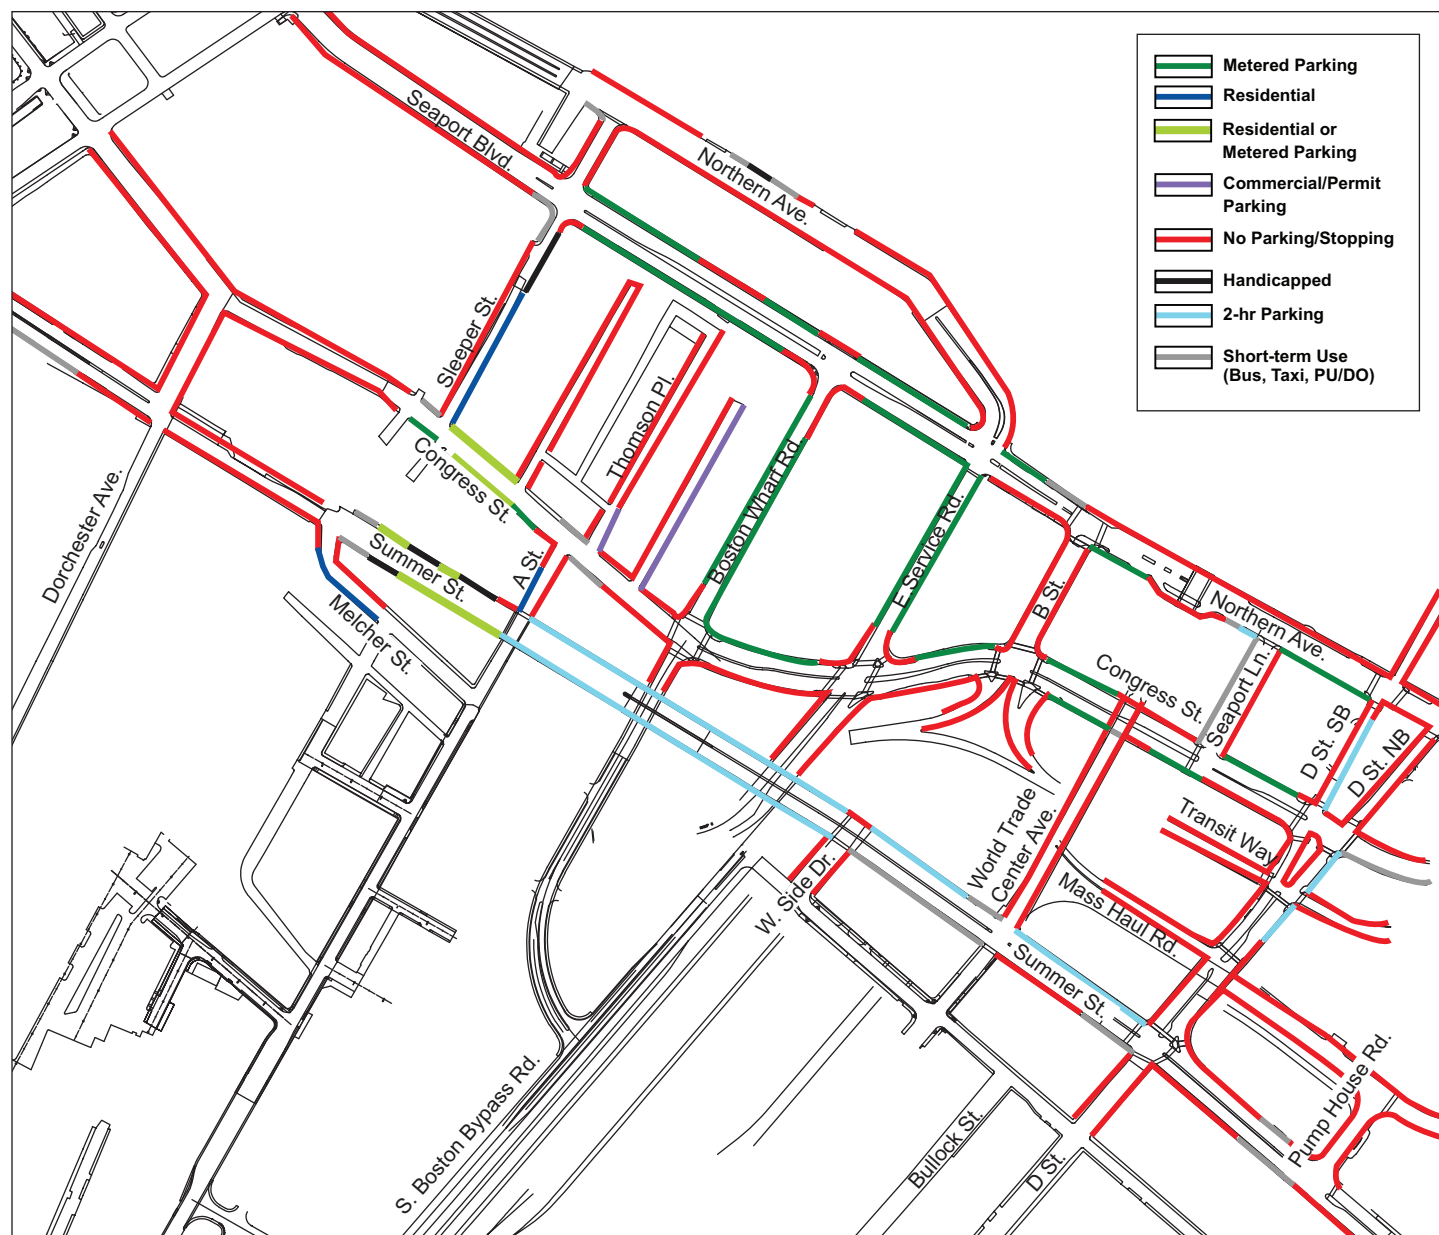 Metered Parking
Residential
Residential or
Metered Parking
Commercial/Permit
Parking
No Parking/Stopping
Handicapped
2-hr Parking
Short-term Use
(Bus, Taxi, PU/DO)
Seaport Blvd.
Northern Ave.
Sleeper St.
Thomson Pl.
Congress St.
Boston Wharf Rd.
E.Service Rd.
Dorchester Ave.
Summer St.
A St.
Melcher St.
B St.
Northern Ave.
Congress St.
Seaport Ln.
D St. SB
D St. NB
Transit Way
World Trade
Center Ave.
W. Side Dr.
Mass Haul Rd.
Summer St.
S. Boston Bypass Rd.
Bullock St.
D St.
Pump House Rd.